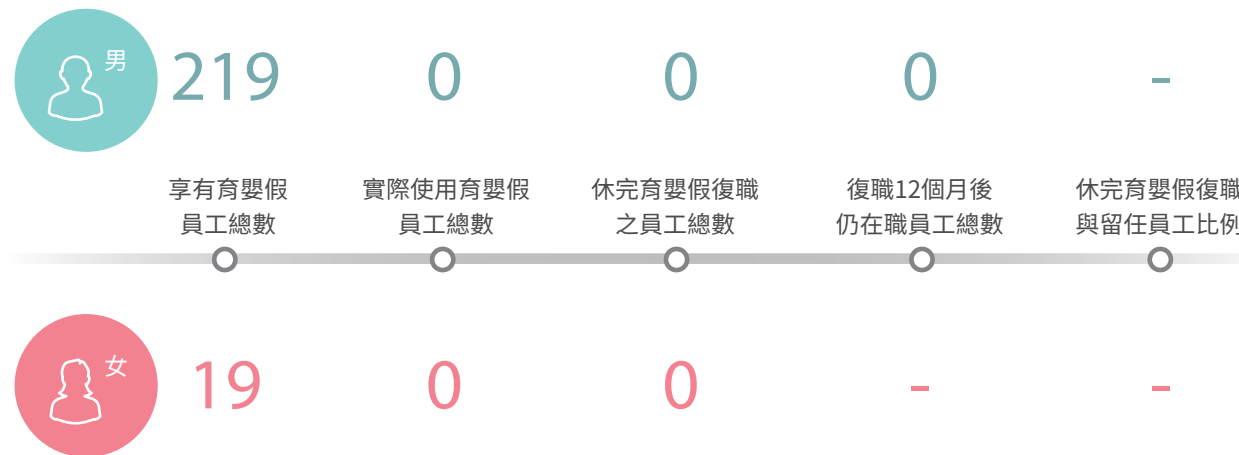 男
219 0 0 0 -
享有育嬰假 實際使用育嬰假 休完育嬰假復職 復職12個月後 休完育嬰假復職
員工總數 員工總數 之員工總數 仍在職員工總數 與留任員工比例
女
19 0 0 - -